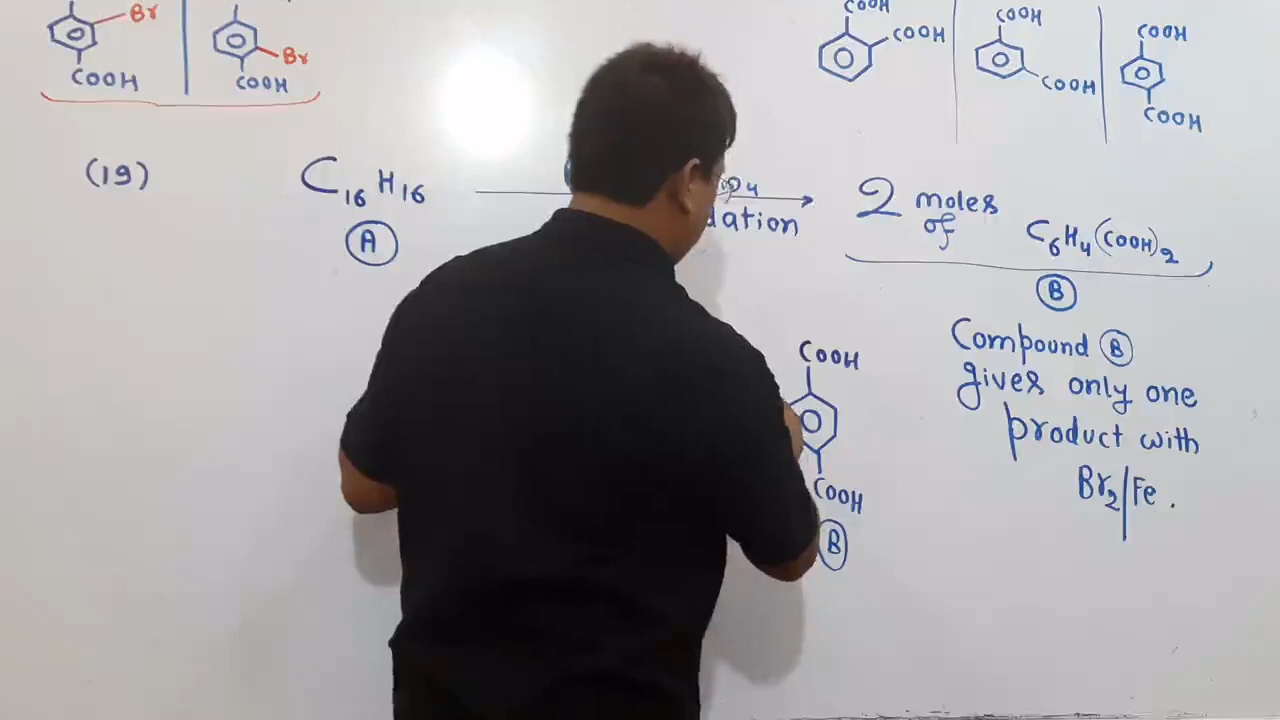 Br
COOH
Br
COOH
COOH
COOH
COOH
COOH
COOH
COOH
(19)
C16H16
A
2 moles
of
C6H4(COOH)2
B
COOH
COOH
B
Compound B
gives only one
product with
Br2/Fe.